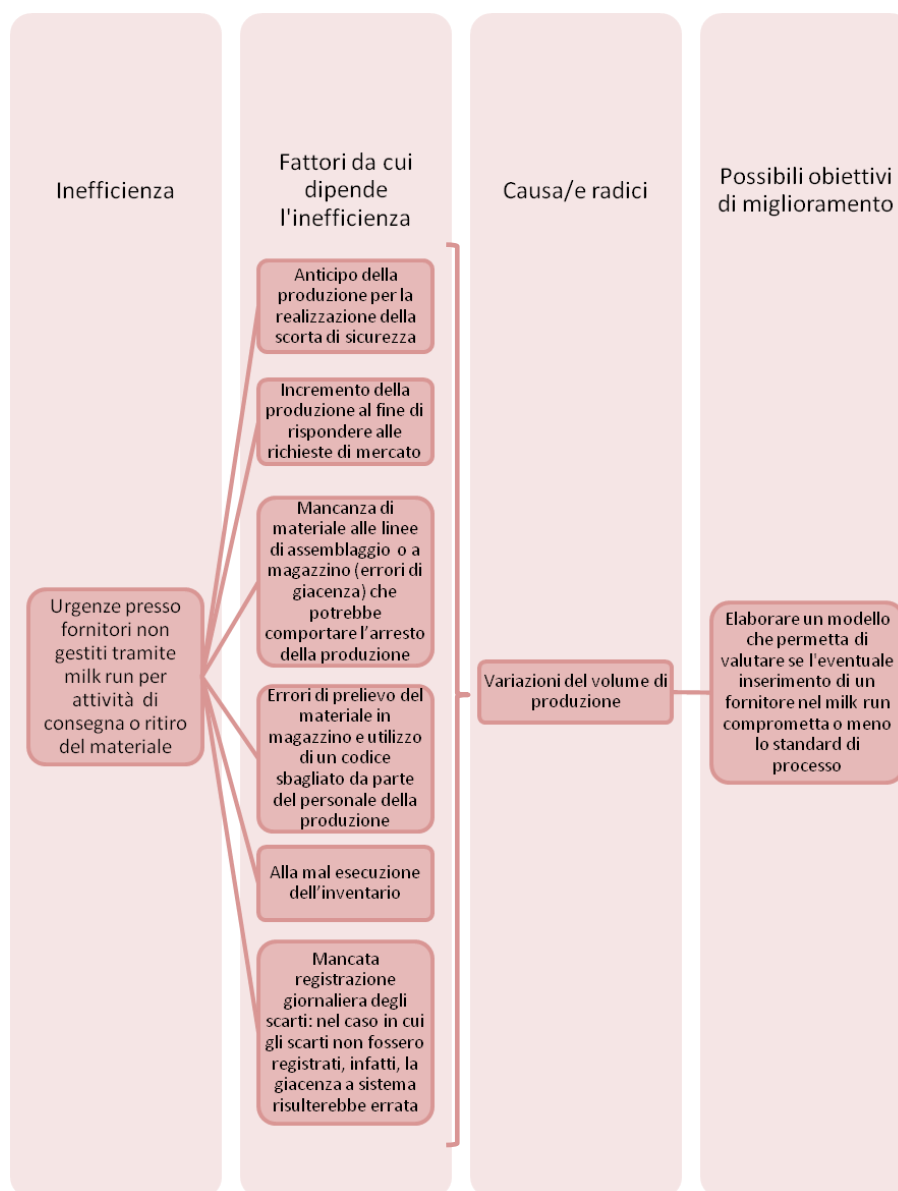 Inefficienza
Fattori da cui
dipende
l'inefficienza
Causa/e radici
Possibili obiettivi
di miglioramento
Urgenze presso
fornitori non
gestiti tramite
milk run per
attività di
consegna o ritiro
del materiale
Anticipo della
produzione per la
realizzazione della
scorta di sicurezza
Incremento della
produzione al fine di
rispondere alle
richieste di mercato
Mancanza di
materiale alle linee
di assemblaggio o a
magazzino (errori di
giacenza) che
potrebbe
comportare l’arresto
della produzione
Errori di prelievo del
materiale in
magazzino e utilizzo
di un codice
sbagliato da parte
del personale della
produzione
Alla mal esecuzione
dell’inventario
Mancata
registrazione
giornaliera degli
scarti: nel caso in cui
gli scarti non fossero
registrati, infatti, la
giacenza a sistema
risulterebbe errata
Variazioni del volume di
produzione
Elaborare un modello
che permetta di
valutare se l'eventuale
inserimento di un
fornitore nel milk run
comprometta o meno
lo standard di
processo